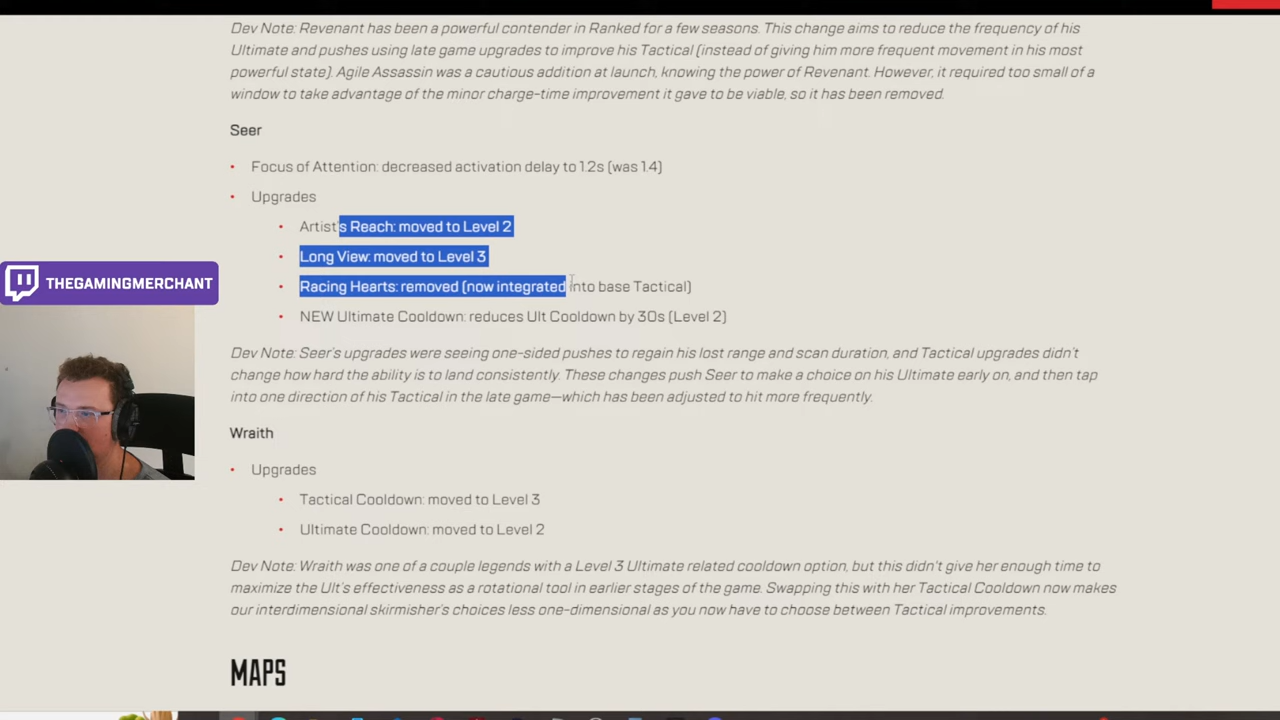 Dev Note: Revenant has been a powerful contender in Ranked for a few seasons. This change aims to reduce the frequency of his
Ultimate and pushes using late game upgrades to improve his Tactical (instead of giving him more frequent movement in his most
powerful state). Agile Assassin was a cautious addition at launch, knowing the power of Revenant. However, it required too small of a
window to take advantage of the minor charge-time improvement it gave to be viable, so it has been removed.
Seer
Focus of Attention: decreased activation delay to 1.2s (was 1.4)
Upgrades
Artist's Reach: moved to Level 2
Long View: moved to Level 3
Racing Hearts: removed (now integrated into base Tactical)
NEW Ultimate Cooldown: reduces Ult Cooldown by 30s (Level 2)
THEGAMINGMERCHANT
Dev Note: Seer's upgrades were seeing one-sided pushes to regain his lost range and scan duration, and Tactical upgrades didn't
change how hard the ability is to land consistently. These changes push Seer to make a choice on his Ultimate early on, and then tap
into one direction of his Tactical in the late game—which has been adjusted to hit more frequently.
Wraith
Upgrades
Tactical Cooldown: moved to Level 3
Ultimate Cooldown: moved to Level 2
Dev Note: Wraith was one of a couple legends with a Level 3 Ultimate related cooldown option, but this didn't give her enough time to
maximize the Ult's effectiveness as a rotational tool in earlier stages of the game. Swapping this with her Tactical Cooldown now makes
our interdimensional skirmisher's choices less one-dimensional as you now have to choose between Tactical improvements.
MAPS